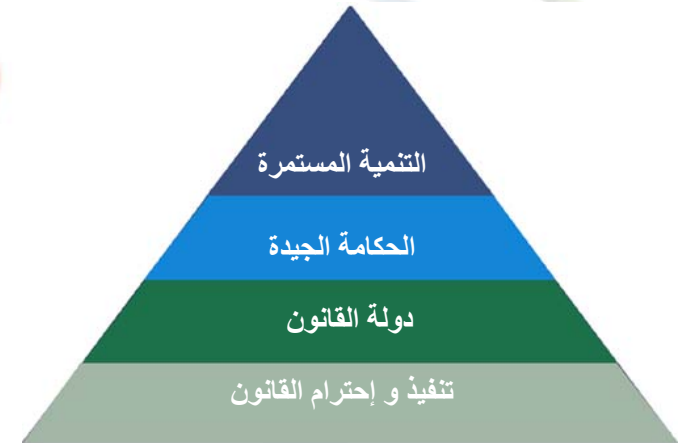 التنمية المستمرة
الحكامة الجيدة
دولة القانون
تنفيذ و إحترام القانون